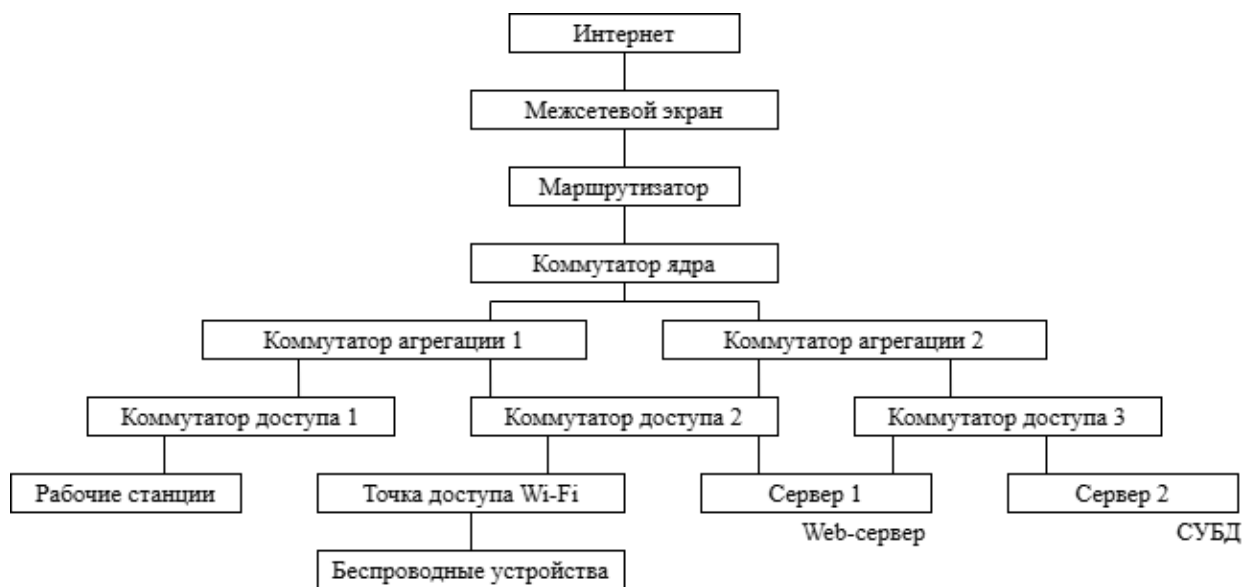 Интернет
Межсетевой экран
Маршрутизатор
Коммутатор ядра
Коммутатор агрегации 1
Коммутатор агрегации 2
Коммутатор доступа 1
Коммутатор доступа 2
Коммутатор доступа 3
Рабочие станции
Точка доступа Wi-Fi
Сервер 1
Сервер 2
Web-сервер
СУБД
Беспроводные устройства